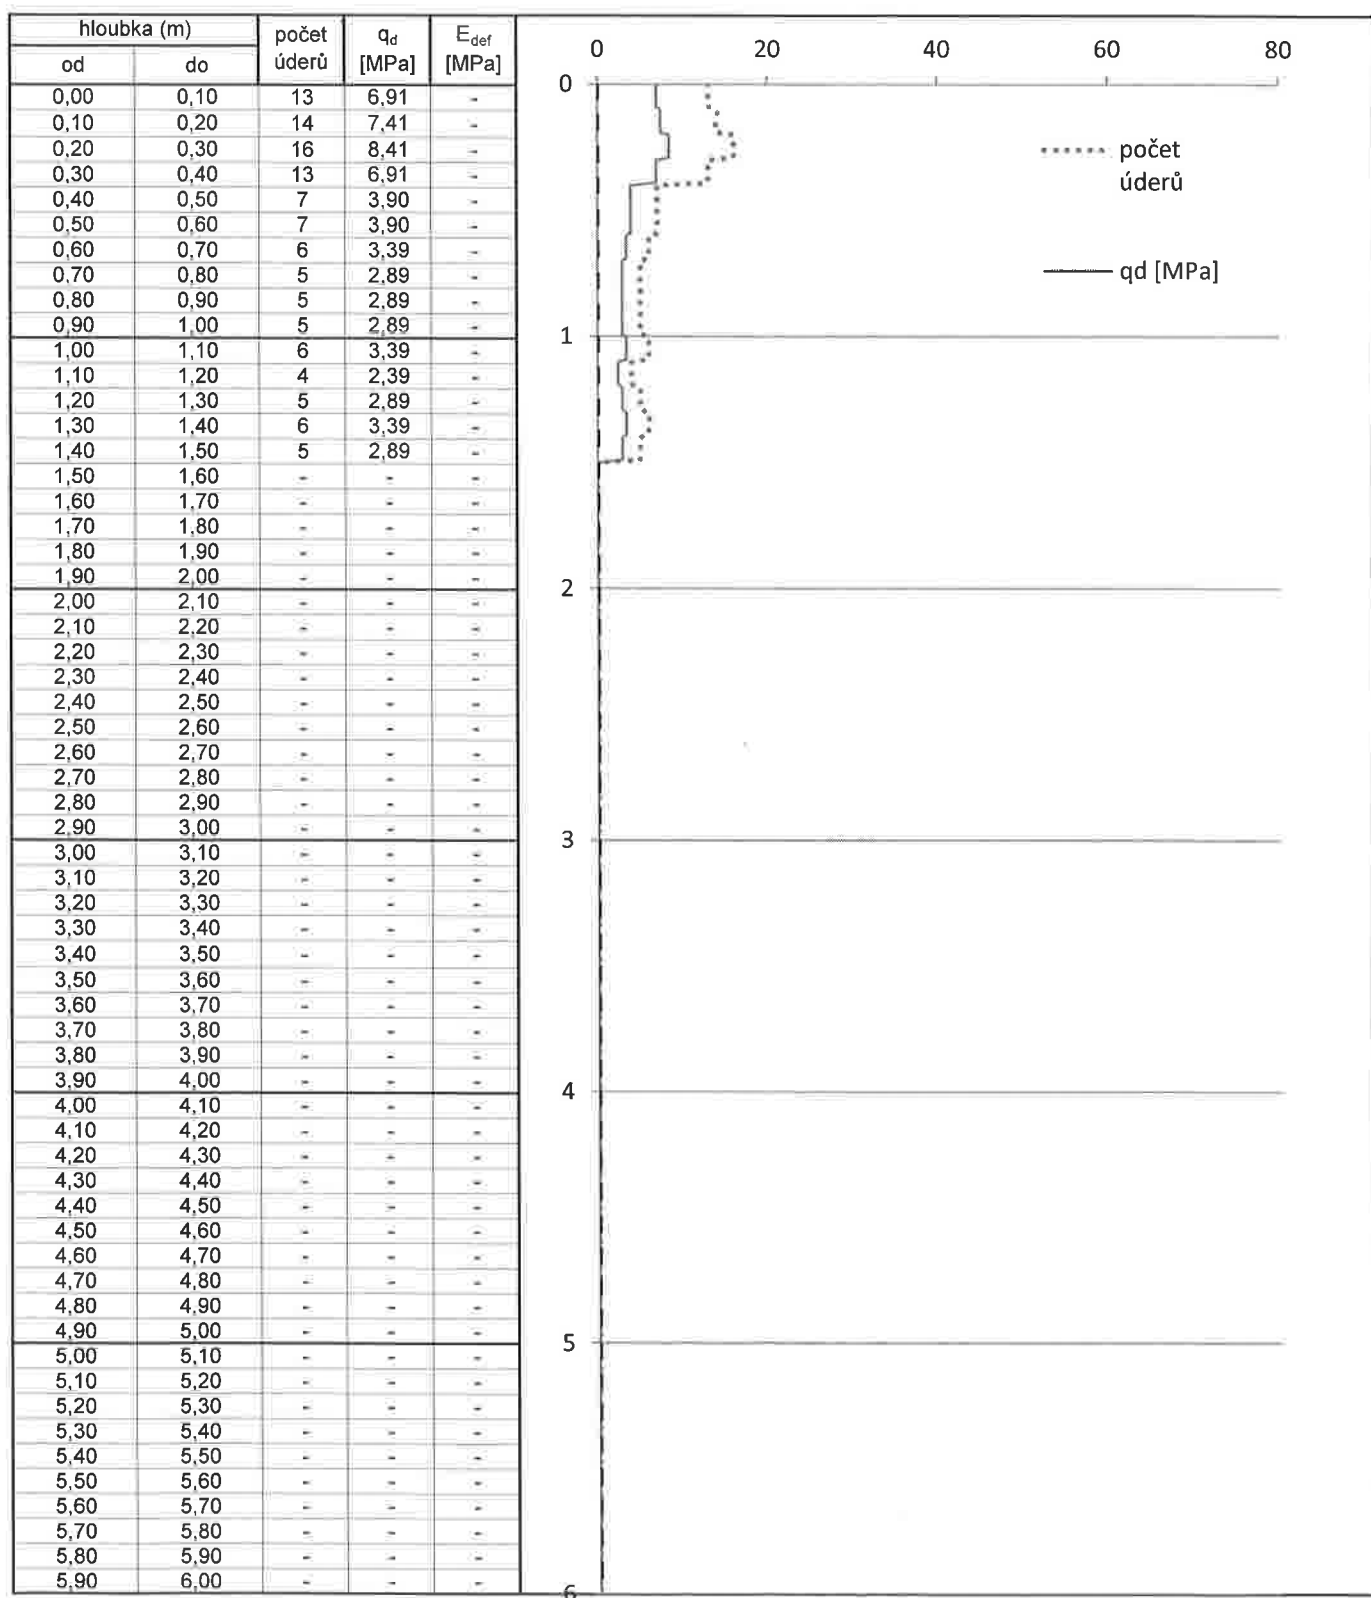 hloubka (m) počet úderů qd [MPa] Edef [MPa]
od do
0,00 0,10 13 6,91 -
0,10 0,20 14 7,41 -
0,20 0,30 16 8,41 -
0,30 0,40 13 6,91 -
0,40 0,50 7 3,90 -
0,50 0,60 7 3,90 -
0,60 0,70 6 3,39 -
0,70 0,80 5 2,89 -
0,80 0,90 5 2,89 -
0,90 1,00 5 2,89 -
1,00 1,10 6 3,39 -
1,10 1,20 4 2,39 -
1,20 1,30 5 2,89 -
1,30 1,40 6 3,39 -
1,40 1,50 5 2,89 -
1,50 1,60 - - -
1,60 1,70 - - -
1,70 1,80 - - -
1,80 1,90 - - -
1,90 2,00 - - -
2,00 2,10 - - -
2,10 2,20 - - -
2,20 2,30 - - -
2,30 2,40 - - -
2,40 2,50 - - -
2,50 2,60 - - -
2,60 2,70 - - -
2,70 2,80 - - -
2,80 2,90 - - -
2,90 3,00 - - -
3,00 3,10 - - -
3,10 3,20 - - -
3,20 3,30 - - -
3,30 3,40 - - -
3,40 3,50 - - -
3,50 3,60 - - -
3,60 3,70 - - -
3,70 3,80 - - -
3,80 3,90 - - -
3,90 4,00 - - -
4,00 4,10 - - -
4,10 4,20 - - -
4,20 4,30 - - -
4,30 4,40 - - -
4,40 4,50 - - -
4,50 4,60 - - -
4,60 4,70 - - -
4,70 4,80 - - -
4,80 4,90 - - -
4,90 5,00 - - -
5,00 5,10 - - -
5,10 5,20 - - -
5,20 5,30 - - -
5,30 5,40 - - -
5,40 5,50 - - -
5,50 5,60 - - -
5,60 5,70 - - -
5,70 5,80 - - -
5,80 5,90 - - -
5,90 6,00 - - -
0 20 40 60 80
0
1
2
3
4
5
6
počet
úderů
qd [MPa]